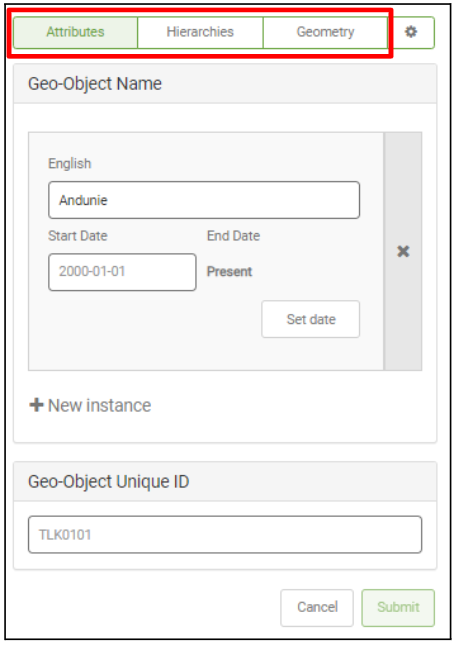 Attributes Hierarchies Geometry
Geo-Object Name
English
Andunie
Start Date End Date
2000-01-01 Present
Set date
New instance
Geo-Object Unique ID
TLK0101
Cancel Submit